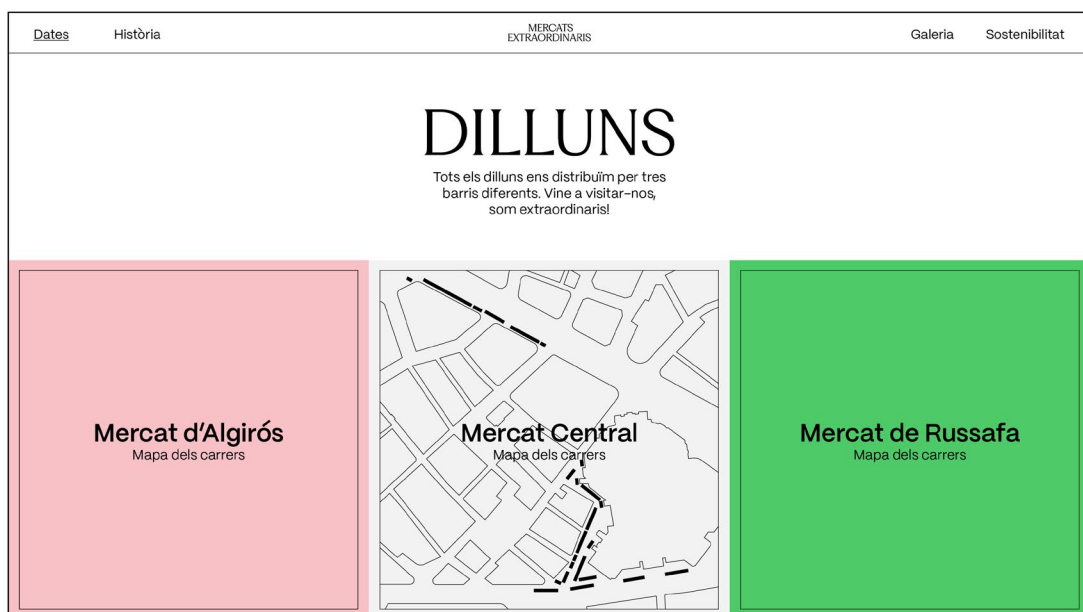 Dates
Història
MERCATS
EXTRAORDINARIS
Galeria
Sostenibilitat
DILLUNS
Tots els dilluns ens distribuïm per tres
barris diferents. Vine a visitar-nos,
som extraordinaris!
Mercat d'Algirós
Mapa dels carrers
Mercat Central
Mapa dels carrers
Mercat de Russafa
Mapa dels carrers